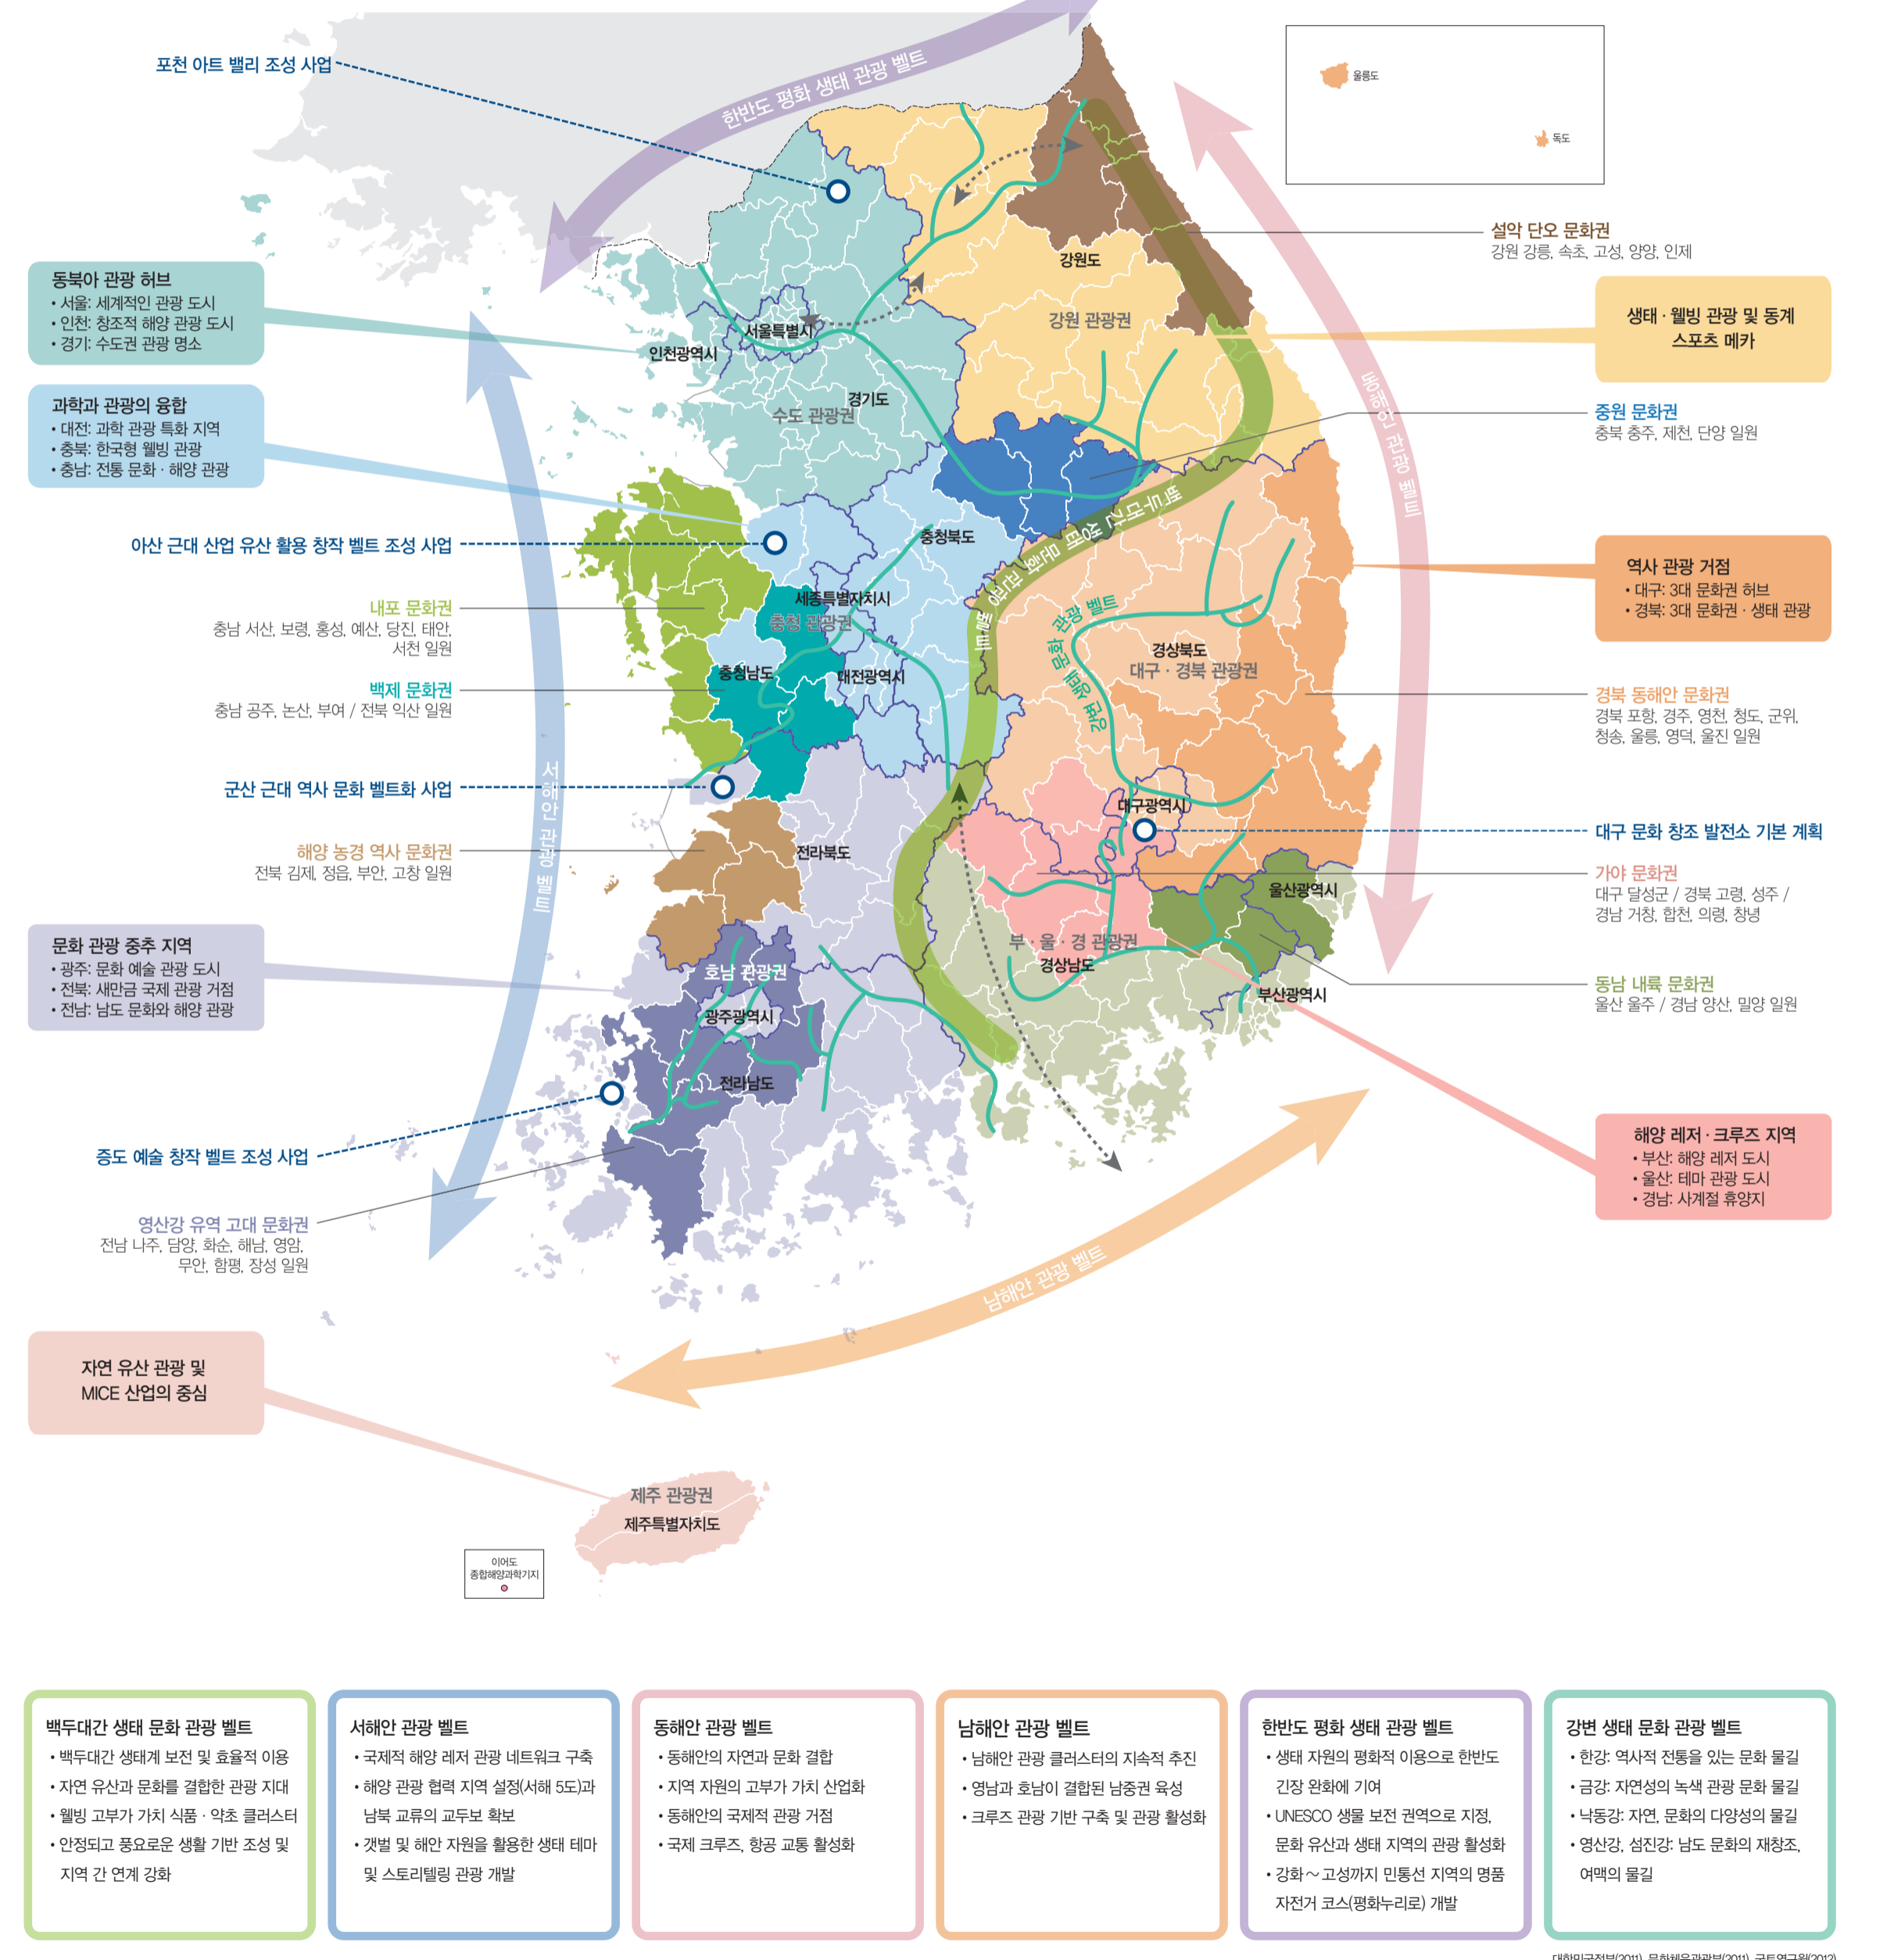 포천 아트 밸리 조성 사업
한반도 평화 생태 관광 벨트
울릉도
독도
설악 단오 문화권
강원 강릉, 속초, 고성, 양양, 인제
동북아 관광 허브
• 서울: 세계적인 관광 도시
• 인천: 창조적 해양 관광 도시
• 경기: 수도권 관광 명소
강원도
강원 관광권
서울특별시
인천광역시
경기도
수도 관광권
생태 · 웰빙 관광 및 동계
스포츠 메카
동해안 관광 벨트
과학과 관광의 융합
• 대전: 과학 관광 특화 지역
• 충북: 한국형 웰빙 관광
• 충남: 전통 문화 · 해양 관광
중원 문화권
충북 충주, 제천, 단양 일원
백두대간 생태 문화 관광 벨트
아산 근대 산업 유산 활용 창작 벨트 조성 사업
충청북도
역사 관광 거점
• 대구: 3대 문화권 허브
• 경북: 3대 문화권 · 생태 관광
세종특별자치시
충청 관광권
내포 문화권
충남 서산, 보령, 홍성, 예산, 당진, 태안,
서천 일원
강변 생태 문화 관광 벨트
경상북도
대구 · 경북 관광권
충청남도
대전광역시
백제 문화권
충남 공주, 논산, 부여 / 전북 익산 일원
경북 동해안 문화권
경북 포항, 경주, 영천, 청도, 군위,
청송, 울릉, 영덕, 울진 일원
서해안 관광 벨트
군산 근대 역사 문화 벨트화 사업
대구광역시
대구 문화 창조 발전소 기본 계획
해양 농경 역사 문화권
전북 김제, 정읍, 부안, 고창 일원
전라북도
가야 문화권
대구 달성군 / 경북 고령, 성주 /
경남 거창, 합천, 의령, 창녕
울산광역시
문화 관광 중추 지역
• 광주: 문화 예술 관광 도시
• 전북: 새만금 국제 관광 거점
• 전남: 남도 문화와 해양 관광
호남 관광권
부 · 울 · 경 관광권
경상남도
부산광역시
동남 내륙 문화권
울산 울주 / 경남 양산, 밀양 일원
광주광역시
전라남도
증도 예술 창작 벨트 조성 사업
해양 레저 · 크루즈 지역
• 부산: 해양 레저 도시
• 울산: 테마 관광 도시
• 경남: 사계절 휴양지
영산강 유역 고대 문화권
전남 나주, 담양, 화순, 해남, 영암,
무안, 함평, 장성 일원
남해안 관광 벨트
자연 유산 관광 및
MICE 산업의 중심
제주 관광권
제주특별자치도
이어도
종합해양과학기지
백두대간 생태 문화 관광 벨트
• 백두대간 생태계 보전 및 효율적 이용
• 자연 유산과 문화를 결합한 관광 지대
• 웰빙 고부가 가치 식품 · 약초 클러스터
• 안정되고 풍요로운 생활 기반 조성 및
지역 간 연계 강화
서해안 관광 벨트
• 국제적 해양 레저 관광 네트워크 구축
• 해양 관광 협력 지역 설정(서해 5도)과
남북 교류의 교두보 확보
• 갯벌 및 해안 자원을 활용한 생태 테마
및 스토리텔링 관광 개발
동해안 관광 벨트
• 동해안의 자연과 문화 결합
• 지역 자원의 고부가 가치 산업화
• 동해안의 국제적 관광 거점
• 국제 크루즈, 항공 교통 활성화
남해안 관광 벨트
• 남해안 관광 클러스터의 지속적 추진
• 영남과 호남이 결합된 남중권 육성
• 크루즈 관광 기반 구축 및 관광 활성화
한반도 평화 생태 관광 벨트
• 생태 자원의 평화적 이용으로 한반도
긴장 완화에 기여
• UNESCO 생물 보전 권역으로 지정,
문화 유산과 생태 지역의 관광 활성화
• 강화～고성까지 민통선 지역의 명품
자전거 코스(평화누리로) 개발
강변 생태 문화 관광 벨트
• 한강: 역사적 전통을 있는 문화 물길
• 금강: 자연성의 녹색 관광 문화 물길
• 낙동강: 자연, 문화의 다양성의 물길
• 영산강, 섬진강: 남도 문화의 재창조,
여맥의 물길
대한민국정부(2011), 문화체육관광부(2011), 국토연구원(2012)